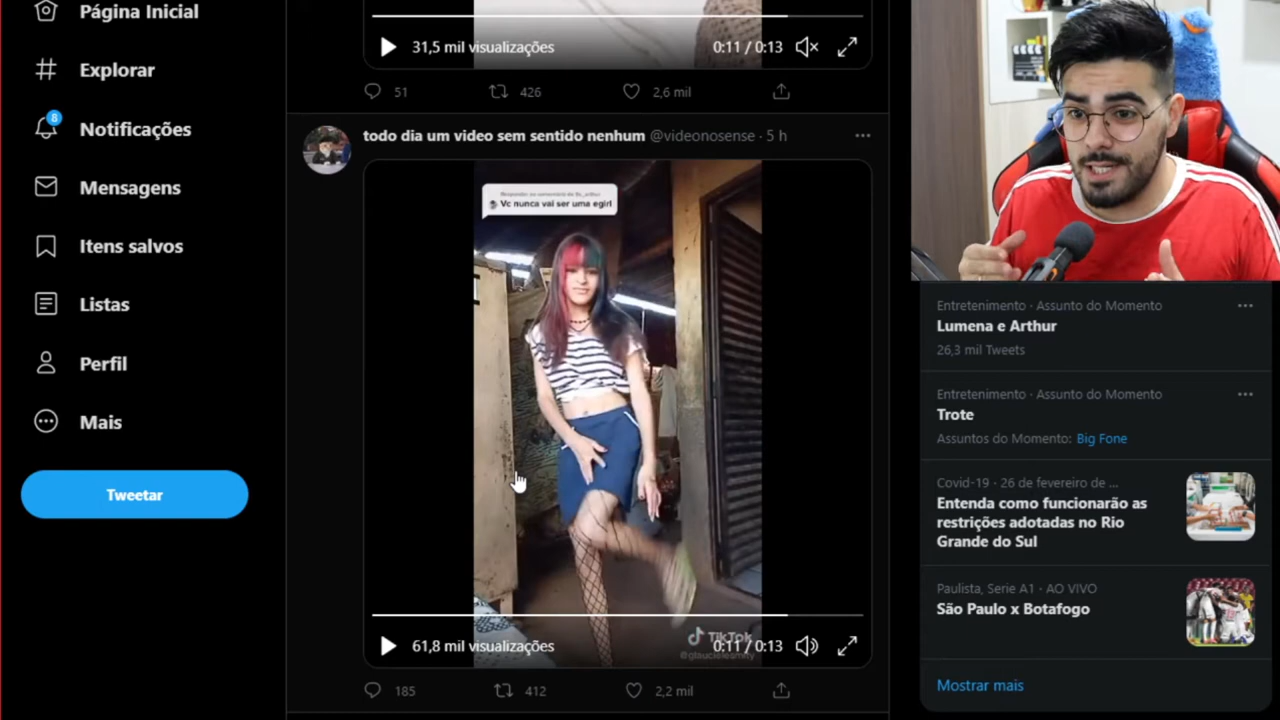 Página Inicial
Explorar
8
Notificações
Mensagens
Itens salvos
Listas
Perfil
Mais
Tweetar
31,5 mil visualizações
0:11 / 0:13
51
426
2,6 mil
todo dia um video sem sentido nenhum @videonosense · 5 h
Vc nunca vai ser uma egirl
TikTok
61,8 mil visualizações
0:11 / 0:13
185
412
2,2 mil
Entretenimento · Assunto do Momento
Lumena e Arthur
26,3 mil Tweets
Entretenimento · Assunto do Momento
Trote
Assuntos do Momento: Big Fone
Covid-19 · 26 de fevereiro de ...
Entenda como funcionarão as
restrições adotadas no Rio
Grande do Sul
Paulista, Serie A1 · AO VIVO
São Paulo x Botafogo
Mostrar mais